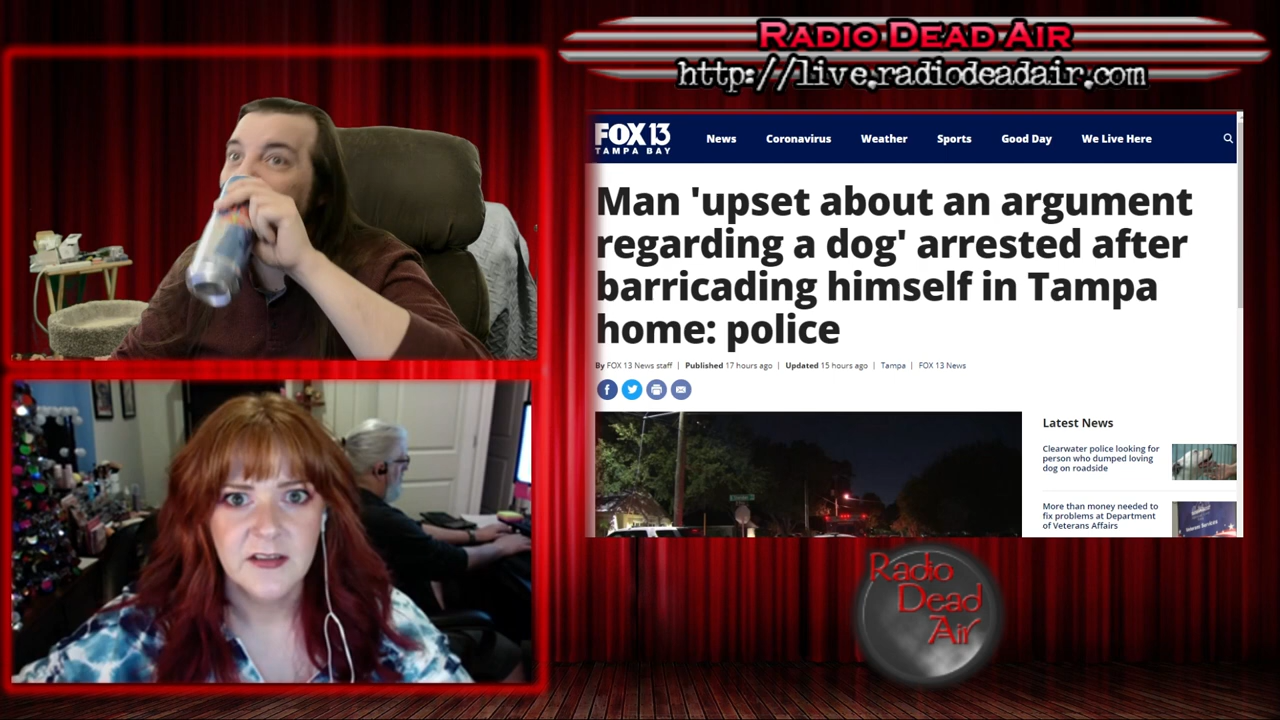 RADIO DEAD AIR
http://live.radiodeadair.com
FOX 13
TAMPA BAY
News Coronavirus Weather Sports Good Day We Live Here
Man 'upset about an argument
regarding a dog' arrested after
barricading himself in Tampa
home: police
By FOX 13 News staff | Published 17 hours ago | Updated 15 hours ago | Tampa | FOX 13 News
Latest News
Clearwater police looking for
person who dumped loving
dog on roadside
More than money needed to
fix problems at Department
of Veterans Affairs
Radio
Dead
Air